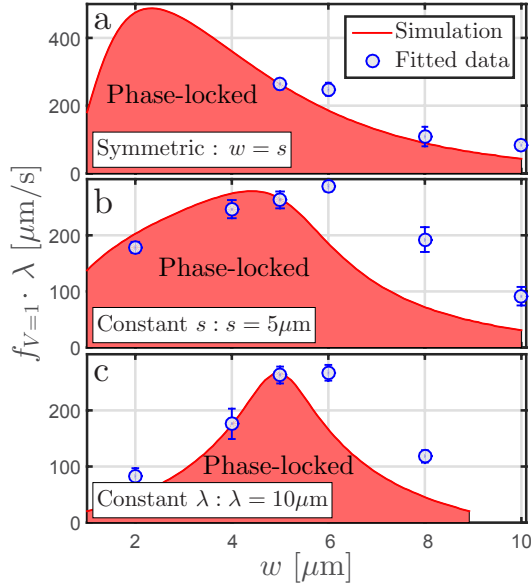 a
Simulation
Fitted data
400
200
0
Phase-locked
Symmetric : w = s
b
200
100
0
Phase-locked
Constant s : s = 5μm
c
200
100
0
Phase-locked
Constant λ : λ = 10μm
2 4 6 8 10
w [μm]
f_{V=1} · λ [μm/s]